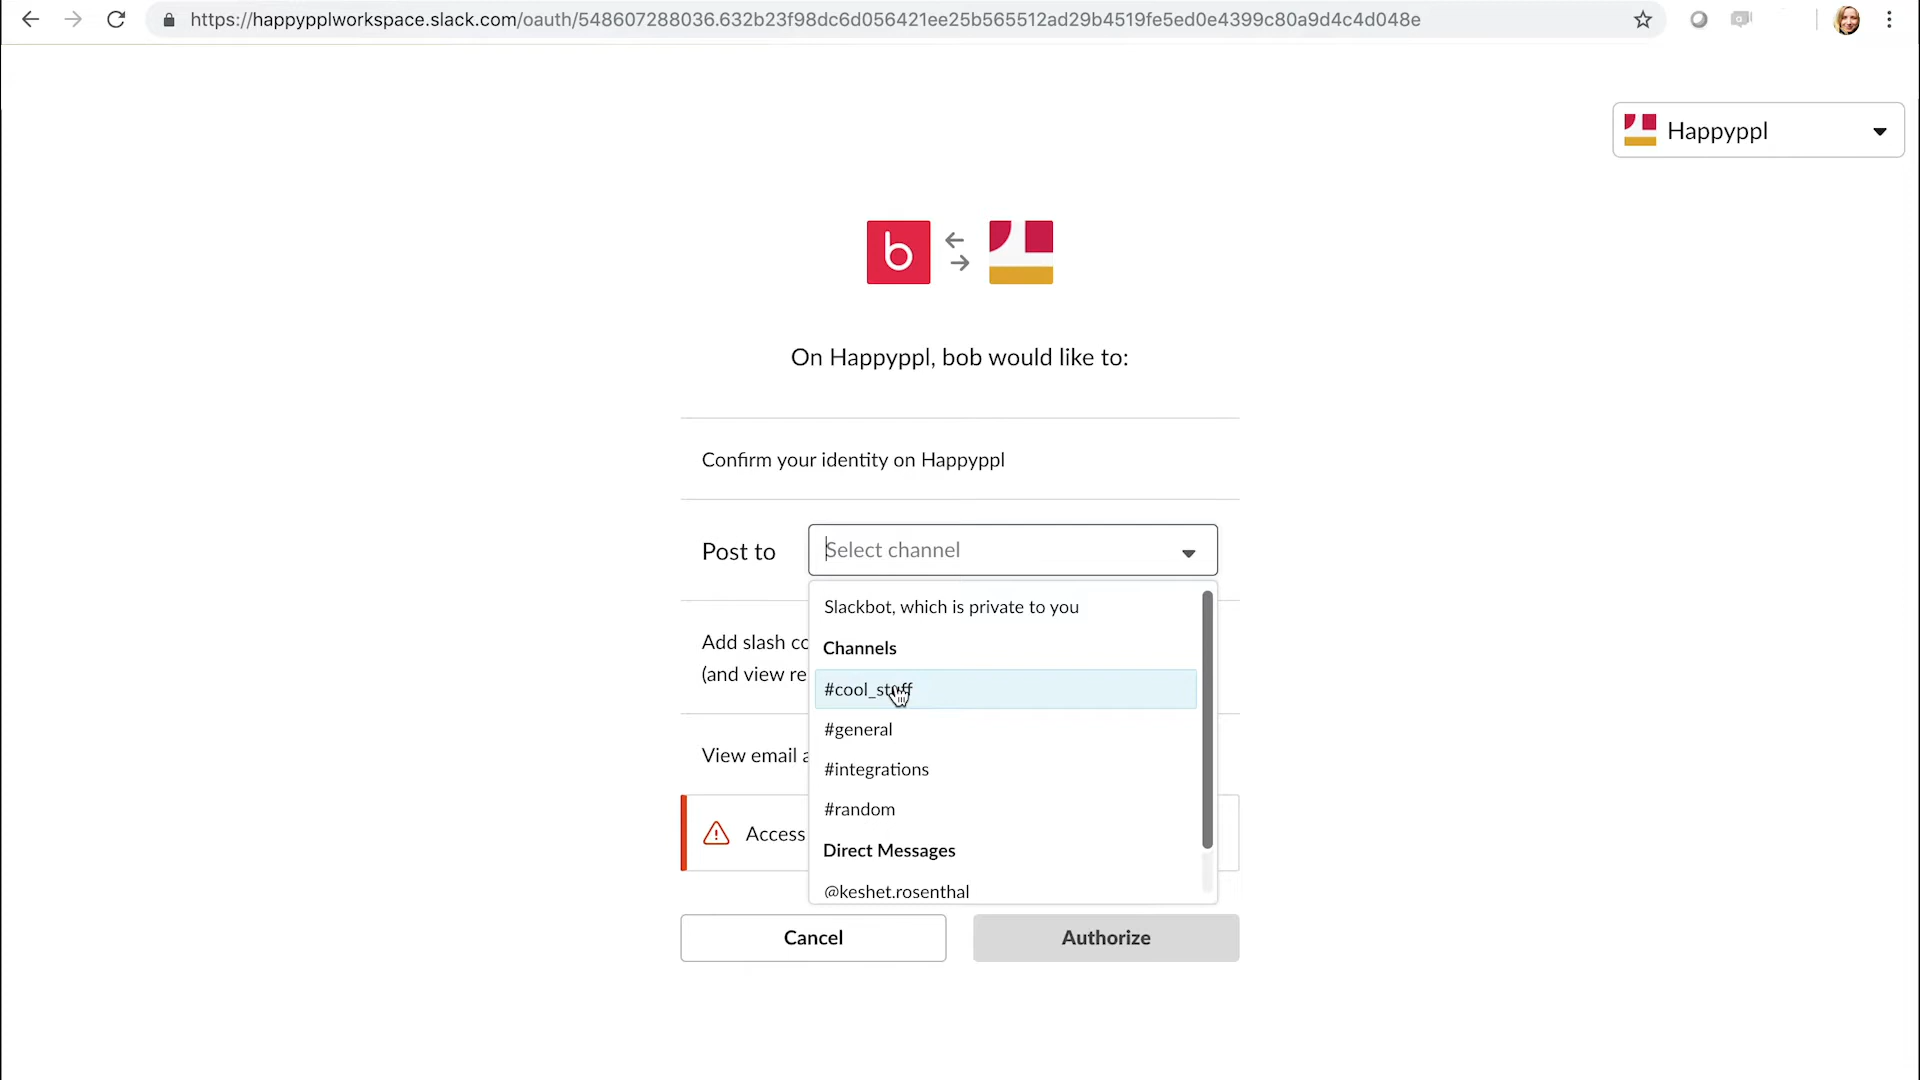 https://happypplworkspace.slack.com/oauth/548607288036.632b23f98dc6d056421ee25b565512ad29b4519fe5ed0e4399c80a9d4c4d048e
Happyppl
b
On Happyppl, bob would like to:
Confirm your identity on Happyppl
Post to
Select channel
Slackbot, which is private to you
Channels
Add slash co
(and view re
#cool_stuff
#general
View email a
#integrations
#random
Access
Direct Messages
@keshet.rosenthal
Cancel
Authorize